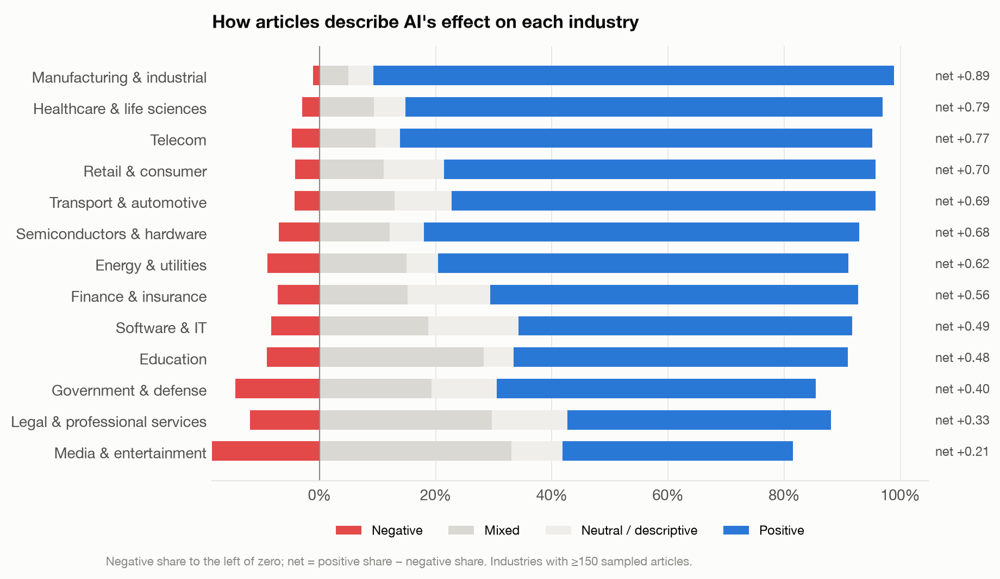 How articles describe AI's effect on each industry
Manufacturing & industrial net +0.89
Healthcare & life sciences net +0.79
Telecom net +0.77
Retail & consumer net +0.70
Transport & automotive net +0.69
Semiconductors & hardware net +0.68
Energy & utilities net +0.62
Finance & insurance net +0.56
Software & IT net +0.49
Education net +0.48
Government & defense net +0.40
Legal & professional services net +0.33
Media & entertainment net +0.21
0% 20% 40% 60% 80% 100%
Negative Mixed Neutral / descriptive Positive
Negative share to the left of zero; net = positive share – negative share. Industries with ≥150 sampled articles.